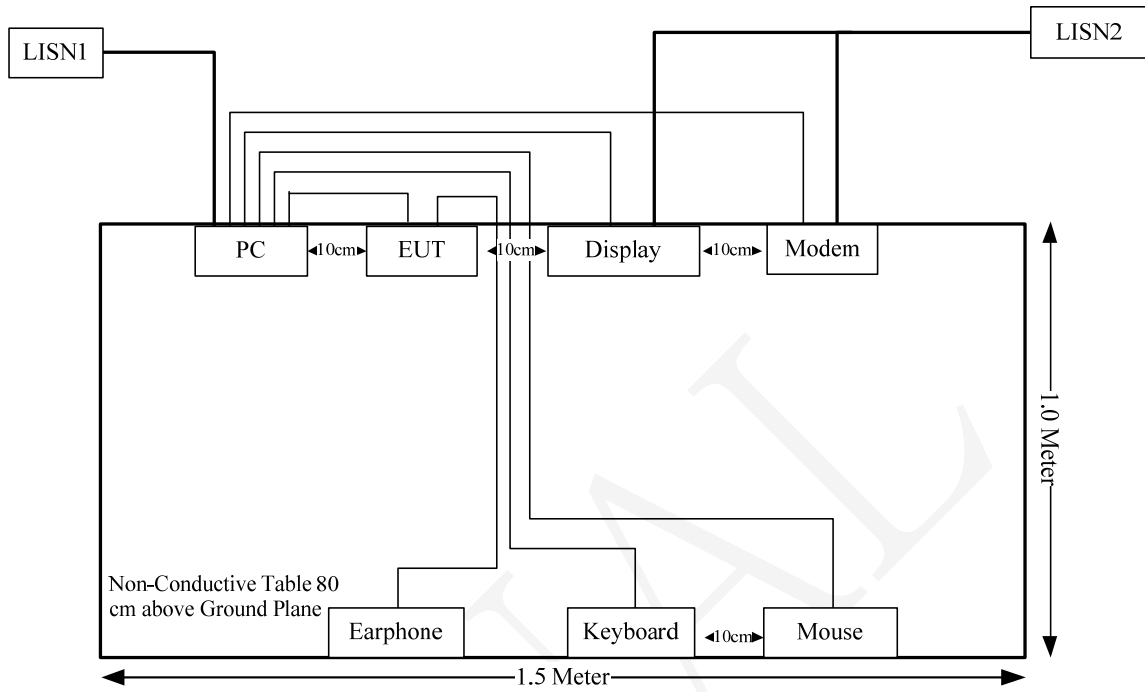 LISN1
LISN2
PC
10cm
EUT
10cm
Display
10cm
Modem
1.0 Meter
Non-Conductive Table 80
cm above Ground Plane
Earphone
Keyboard
10cm
Mouse
1.5 Meter